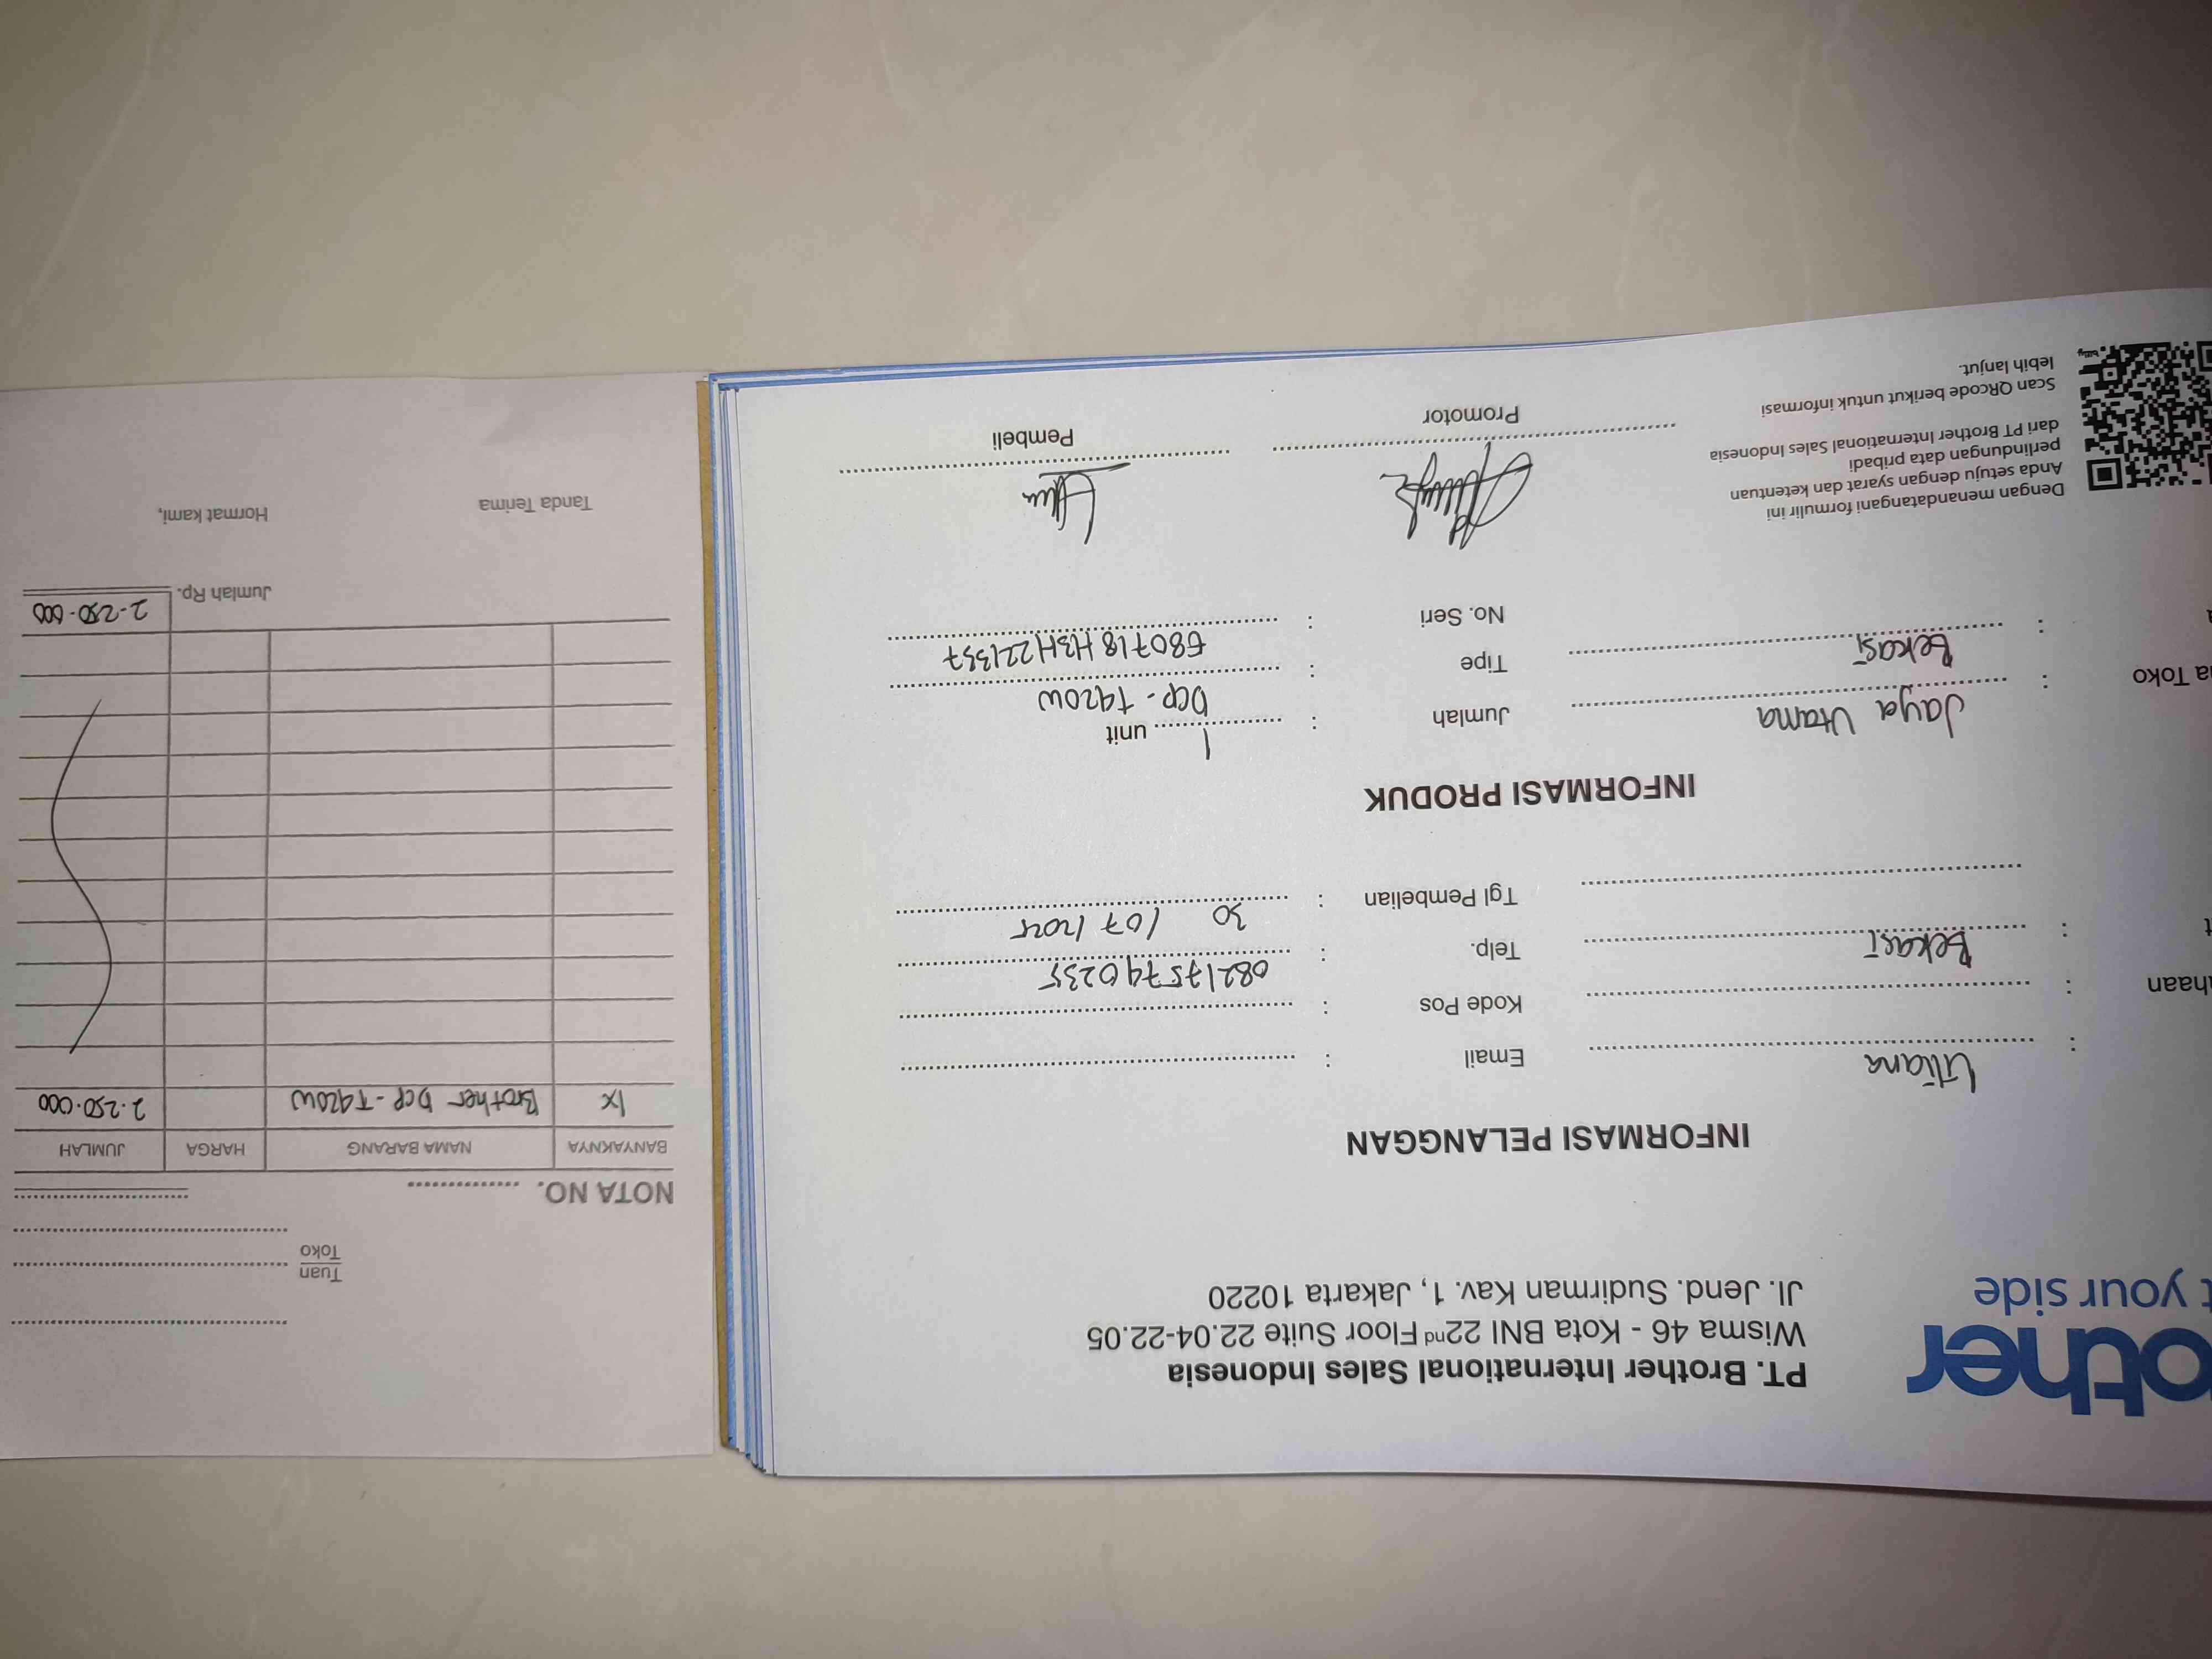 other
t your side
PT. Brother International Sales Indonesia
Wisma 46 - Kota BNI 22nd Floor Suite 22.04-22.05
Jl. Jend. Sudirman Kav. 1, Jakarta 10220
INFORMASI PELANGGAN
: Liliana
Email :
haan :
Kode Pos :
t : Bekasi
Telp. : 082175740235
Tgl Pembelian : 30 / 07 / 2025
INFORMASI PRODUK
a Toko : Jaya Utama
Jumlah : 1 unit
a : Bekasi
Tipe : DCP-T420W
No. Seri : E80718H3H221357
Dengan menandatangani formulir ini
Anda setuju dengan syarat dan ketentuan
perlindungan data pribadi
dari PT Brother International Sales Indonesia
Scan QRcode berikut untuk informasi
lebih lanjut.
Promotor
Pembeli
Tuan
Toko
NOTA NO.
BANYAKNYA NAMA BARANG HARGA JUMLAH
1x Brother DCP-T420W 2.250.000
Jumlah Rp. 2.250.000
Tanda Terima
Hormat kami,